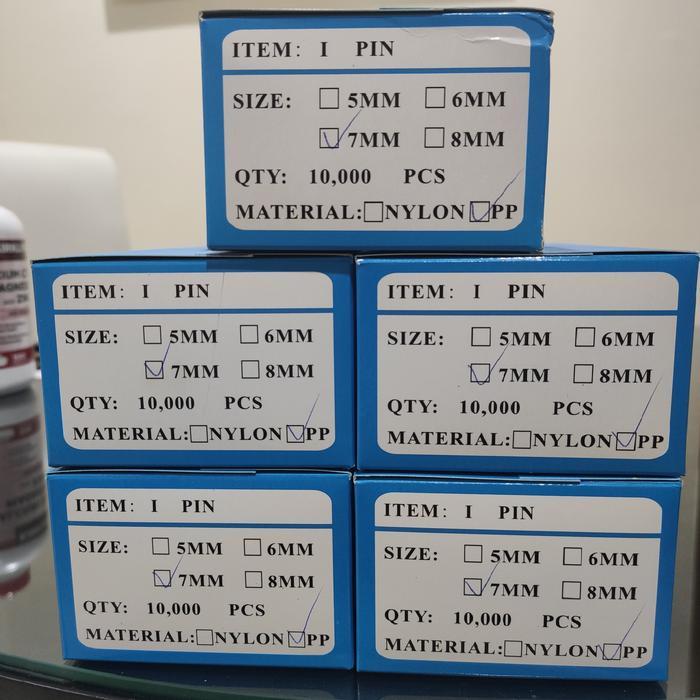 ITEM: I PIN
SIZE: ☐ 5MM ☐ 6MM
☑ 7MM ☐ 8MM
QTY: 10,000 PCS
MATERIAL: ☐ NYLON ☑ PP
ITEM: I PIN
SIZE: ☐ 5MM ☐ 6MM
☑ 7MM ☐ 8MM
QTY: 10,000 PCS
MATERIAL: ☐ NYLON ☑ PP
ITEM: I PIN
SIZE: ☐ 5MM ☐ 6MM
☑ 7MM ☐ 8MM
QTY: 10,000 PCS
MATERIAL: ☐ NYLON ☑ PP
ITEM: I PIN
SIZE: ☐ 5MM ☐ 6MM
☑ 7MM ☐ 8MM
QTY: 10,000 PCS
MATERIAL: ☐ NYLON ☑ PP
ITEM: I PIN
SIZE: ☐ 5MM ☐ 6MM
☑ 7MM ☐ 8MM
QTY: 10,000 PCS
MATERIAL: ☐ NYLON ☑ PP